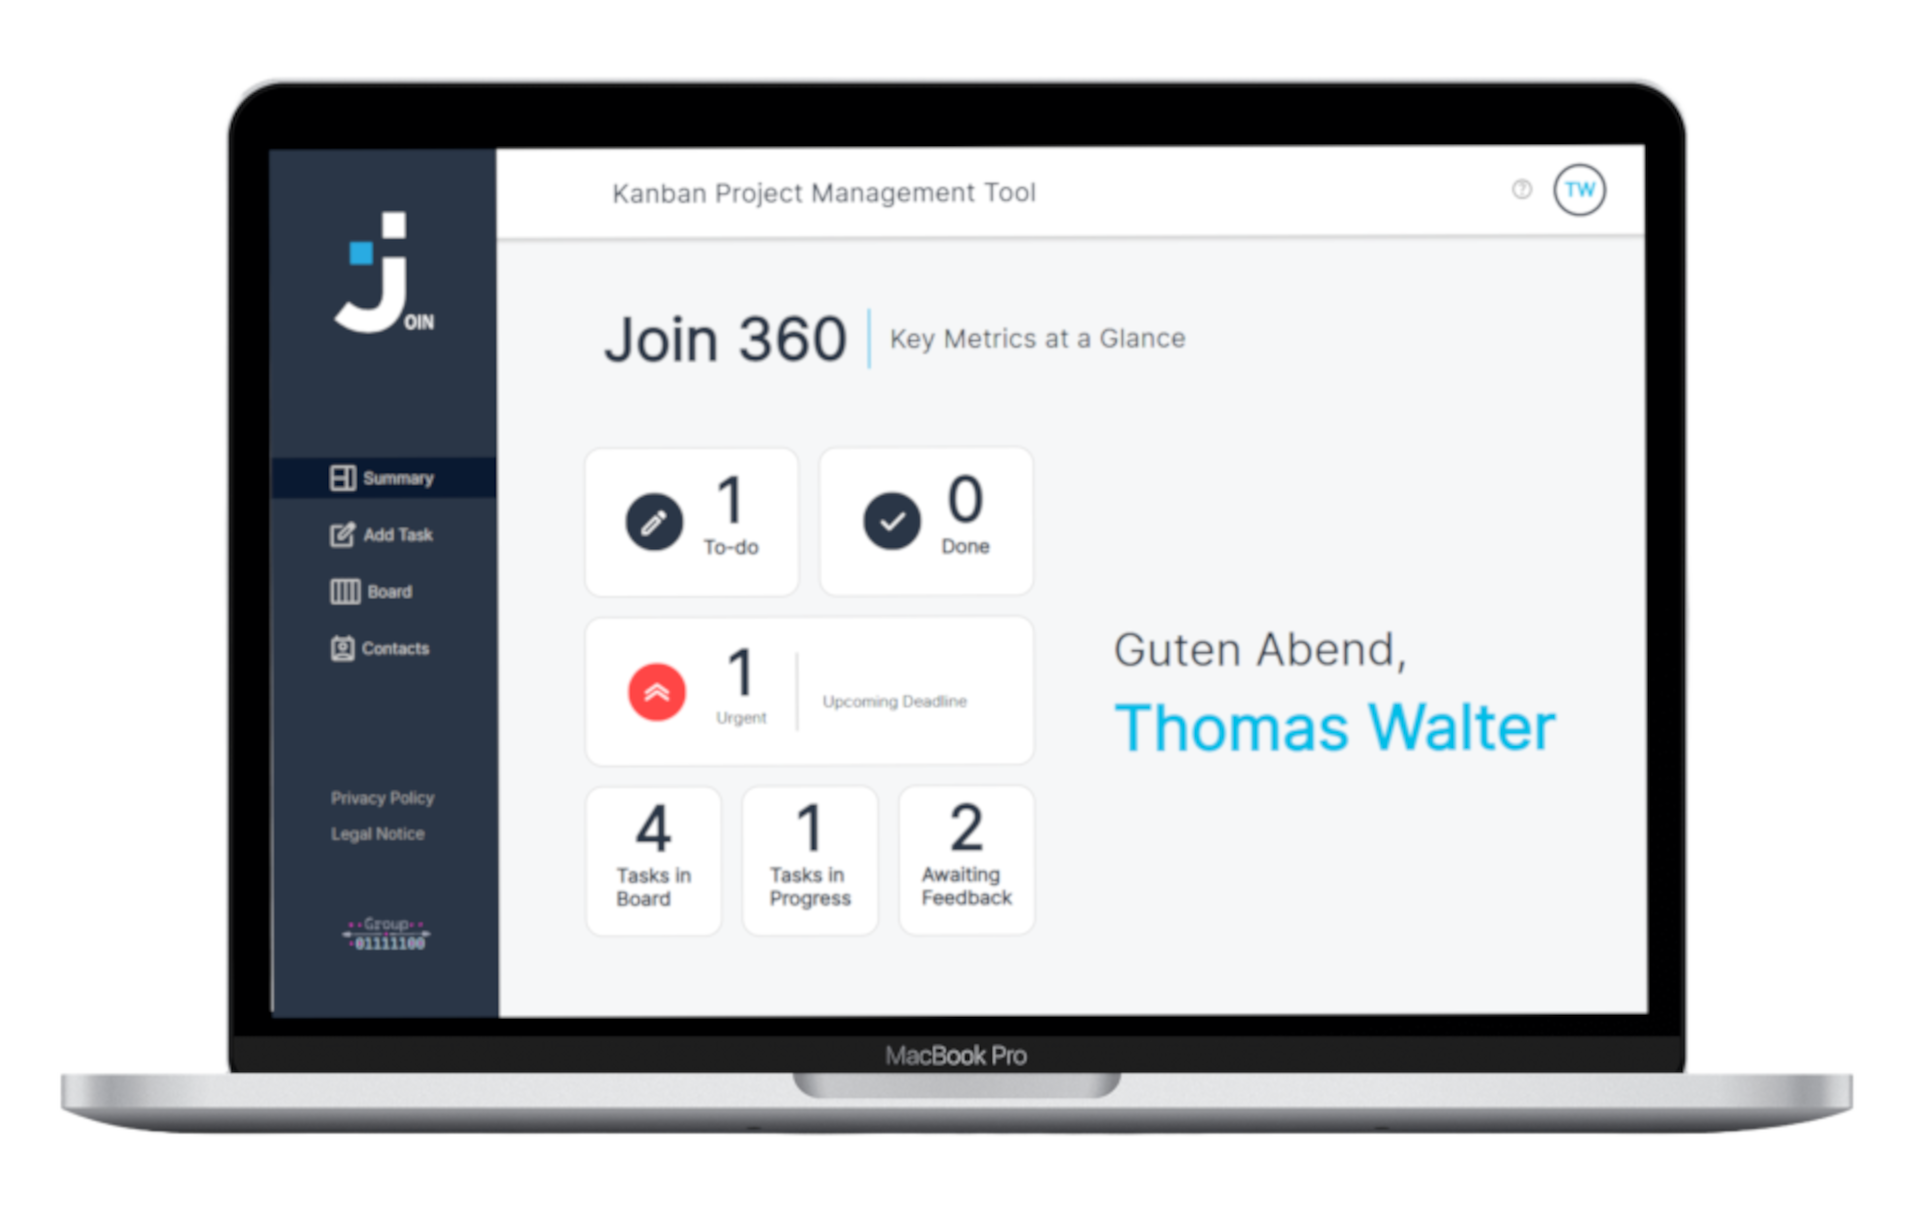 Kanban Project Management Tool
TW
JOIN
Summary
Add Task
Board
Contacts
Privacy Policy
Legal Notice
Group
01111100
Join 360
Key Metrics at a Glance
1
To-do
0
Done
1
Urgent
Upcoming Deadline
4
Tasks in
Board
1
Tasks in
Progress
2
Awaiting
Feedback
Guten Abend,
Thomas Walter
MacBook Pro